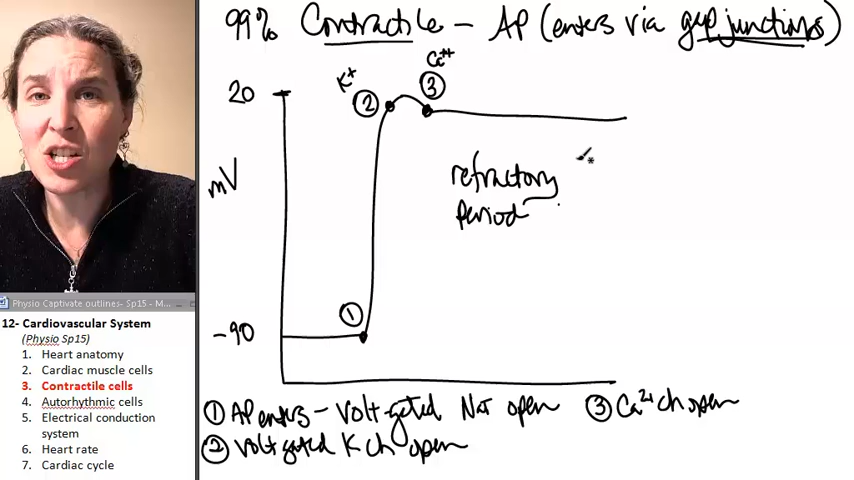 99% Contractile - AP (enters via gap junctions)
Ca++
K+
③
②
20
mV
refractory
period
①
-90
Physio Captivate outlines- Sp15 - M...
12- Cardiovascular System
(Physio Sp15)
1. Heart anatomy
2. Cardiac muscle cells
3. Contractile cells
4. Autorhythmic cells
5. Electrical conduction
system
6. Heart rate
7. Cardiac cycle
① AP enters - Volt-gated Na+ open
③ Ca2+ ch open
② Volt gated K ch open